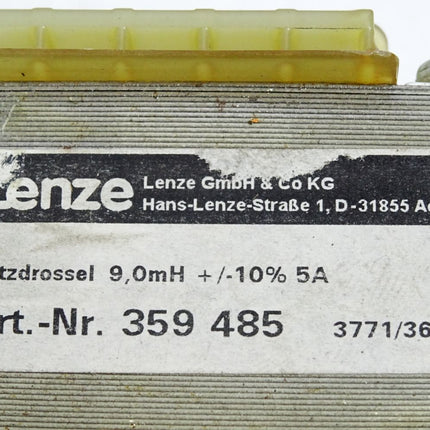 Lenze
Lenze GmbH & Co KG
Hans-Lenze-Straße 1, D-31855 Ae
tzdrossel 9,0mH +/-10% 5A
rt.-Nr. 359 485 3771/36